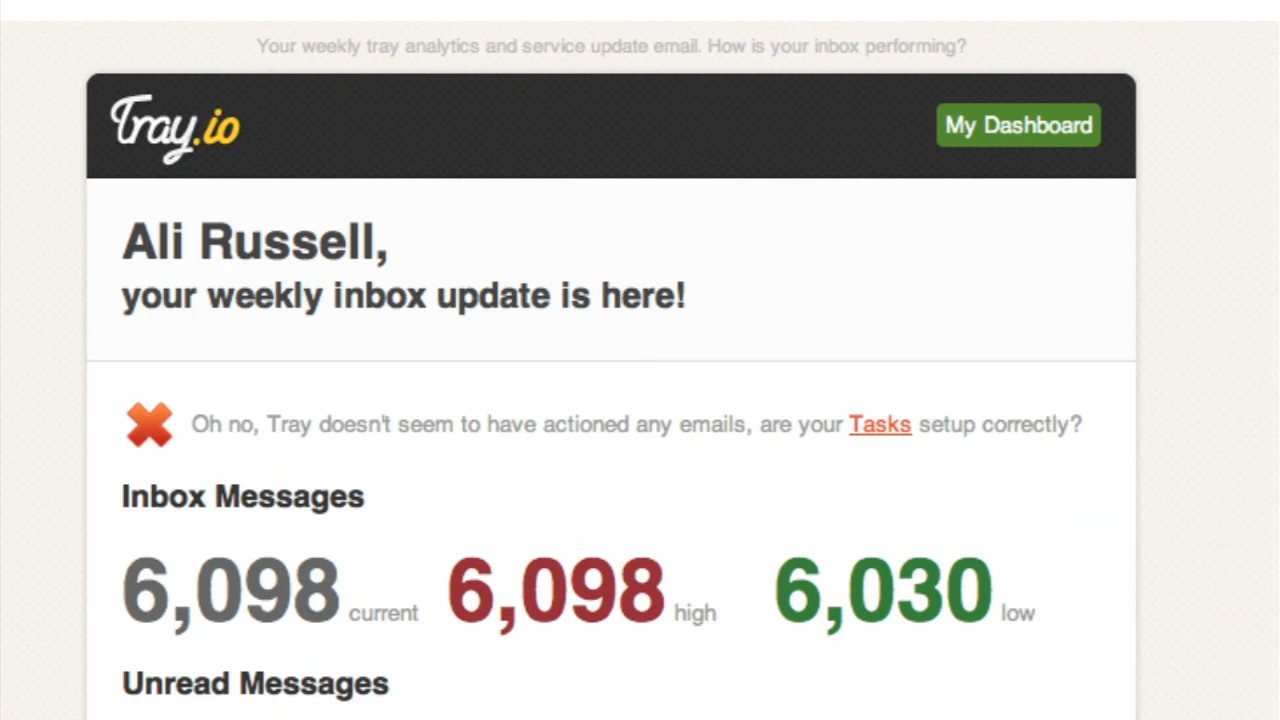 Your weekly tray analytics and service update email. How is your inbox performing?
Tray.io
My Dashboard
Ali Russell,
your weekly inbox update is here!
Oh no, Tray doesn't seem to have actioned any emails, are your Tasks setup correctly?
Inbox Messages
6,098 current 6,098 high 6,030 low
Unread Messages